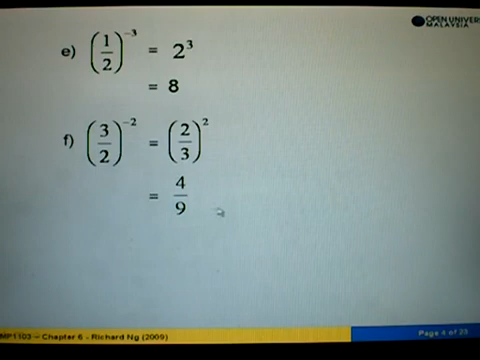 OPEN UNIVER
MALAYSIA
e) (1/2)^-3 = 2^3
= 8
f) (3/2)^-2 = (2/3)^2
= 4/9
MP1103 – Chapter 6 - Richard Ng (2009)
Page 4 of 23